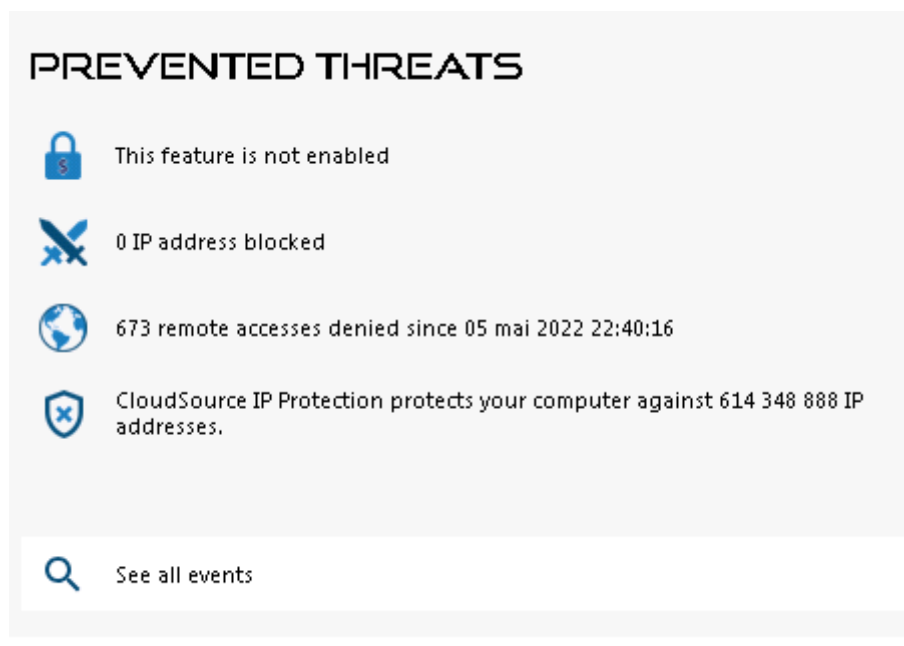 PREVENTED THREATS
This feature is not enabled
0 IP address blocked
673 remote accesses denied since 05 mai 2022 22:40:16
CloudSource IP Protection protects your computer against 614 348 888 IP
addresses.
See all events